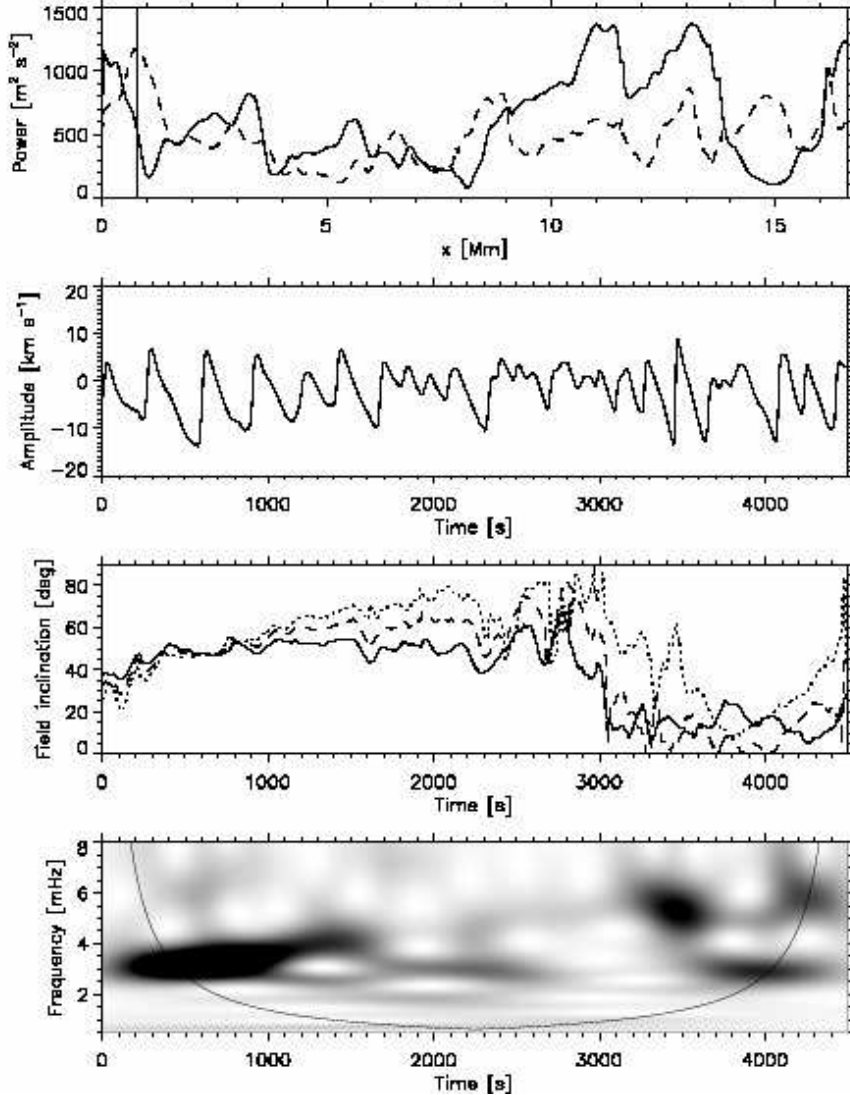 1500
1000
500
0
Power [m² s⁻²]
0 5 10 15
x [Mm]
20
10
0
−10
−20
Amplitude [km s⁻¹]
0 1000 2000 3000 4000
Time [s]
80
60
40
20
0
Field inclination [deg]
0 1000 2000 3000 4000
Time [s]
8
6
4
2
Frequency [mHz]
0 1000 2000 3000 4000
Time [s]